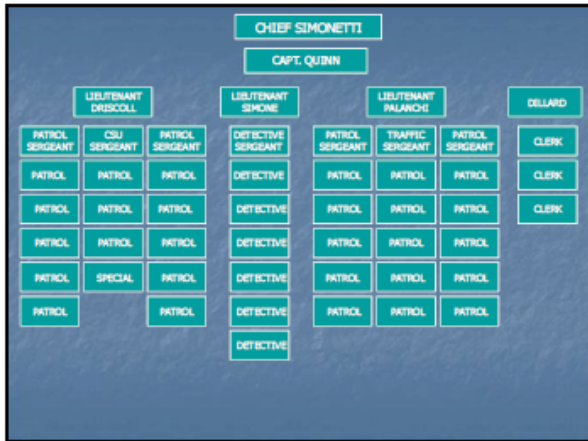 CHIEF SIMONETTI
CAPT. QUINN
LIEUTENANT DRISCOLL
LIEUTENANT SIMONE
LIEUTENANT PALANCHI
DILLARD
PATROL SERGEANT
CSU SERGEANT
PATROL SERGEANT
DETECTIVE SERGEANT
PATROL SERGEANT
TRAFFIC SERGEANT
PATROL SERGEANT
CLERK
PATROL PATROL PATROL DETECTIVE PATROL PATROL PATROL CLERK
PATROL PATROL PATROL DETECTIVE PATROL PATROL PATROL CLERK
PATROL PATROL PATROL DETECTIVE PATROL PATROL PATROL
PATROL SPECIAL PATROL DETECTIVE PATROL PATROL PATROL
PATROL PATROL DETECTIVE PATROL PATROL PATROL
DETECTIVE